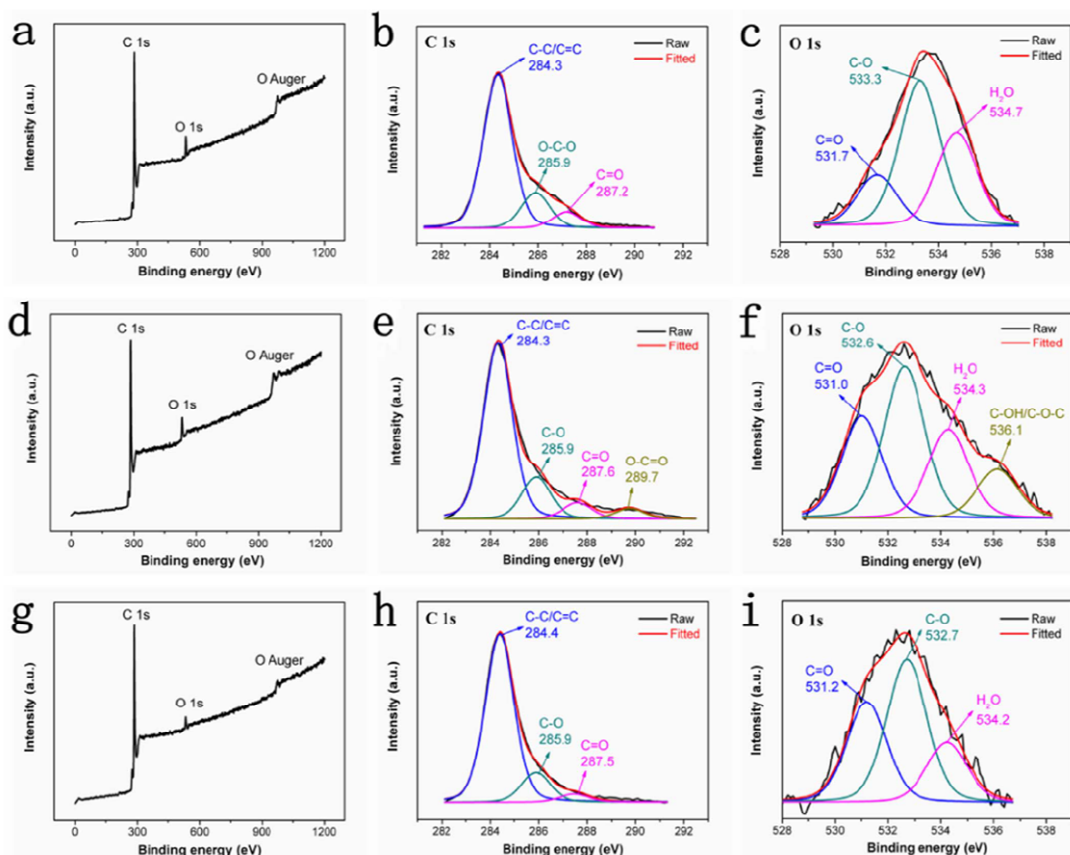 a
C 1s
O 1s
O Auger
Intensity (a.u.)
0 300 600 900 1200
Binding energy (eV)
b
C 1s
Raw
Fitted
C-C/C=C
284.3
O-C-O
285.9
C=O
287.2
Intensity (a.u.)
282 284 286 288 290 292
Binding energy (eV)
c
O 1s
Raw
Fitted
C-O
533.3
H2O
534.7
C=O
531.7
Intensity (a.u.)
528 530 532 534 536 538
Binding energy (eV)
d
C 1s
O 1s
O Auger
Intensity (a.u.)
0 300 600 900 1200
Binding energy (eV)
e
C 1s
Raw
Fitted
C-C/C=C
284.3
C-O
285.9
C=O
287.6
O-C=O
289.7
Intensity (a.u.)
282 284 286 288 290 292
Binding energy (eV)
f
O 1s
Raw
Fitted
C-O
532.6
C=O
531.0
H2O
534.3
C-OH/C-O-C
536.1
Intensity (a.u.)
528 530 532 534 536 538
Binding energy (eV)
g
C 1s
O 1s
O Auger
Intensity (a.u.)
0 300 600 900 1200
Binding energy (eV)
h
C 1s
Raw
Fitted
C-C/C=C
284.4
C-O
285.9
C=O
287.5
Intensity (a.u.)
282 284 286 288 290 292
Binding energy (eV)
i
O 1s
Raw
Fitted
C-O
532.7
C=O
531.2
H2O
534.2
Intensity (a.u.)
528 530 532 534 536 538
Binding energy (eV)